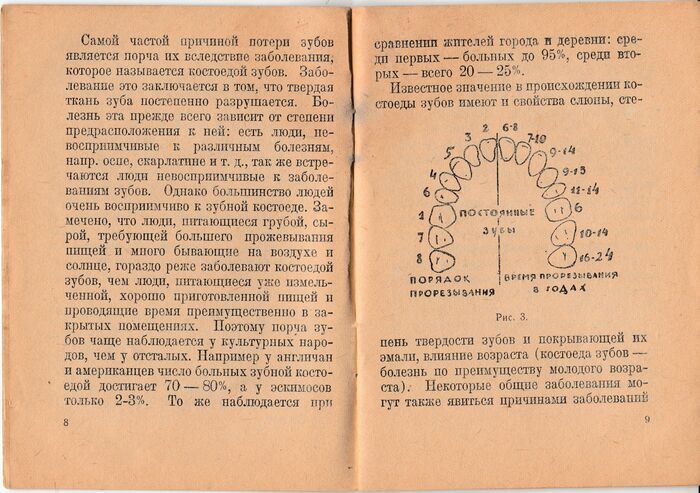 Самой частой причиной потери зубов
является порча их вследствие заболевания,
которое называется костоедой зубов. Забо-
левание это заключается в том, что твердая
ткань зуба постепенно разрушается. Бо-
лезнь эта прежде всего зависит от степени
предрасположения к ней: есть люди, не-
восприимчивые к различным болезням,
напр. оспе, скарлатине и т. д., так же встре-
чаются люди невосприимчивые к заболе-
ваниям зубов. Однако большинство людей
очень восприимчиво к зубной костоеде. За-
мечено, что люди, питающиеся грубой, сы-
рой, требующей большего прожевывания
пищей и много бывающие на воздухе и
солнце, гораздо реже заболевают костоедой
зубов, чем люди, питающиеся уже измель-
ченной, хорошо приготовленной пищей и
проводящие время преимущественно в за-
крытых помещениях. Поэтому порча зу-
бов чаще наблюдается у культурных наро-
дов, чем у отсталых. Например у англичан
и американцев число больных зубной косто-
едой достигает 70 — 80%, а у эскимосов
только 2-3%. То же наблюдается при
8
сравнении жителей города и деревни: сре-
ди первых — больных до 95%, среди вто-
рых — всего 20 — 25%.
Известное значение в происхождении ко-
стоеды зубов имеют и свойства слюны, сте-
2 6-8
3 7-10
5 9-14
4 9-13
6 11-14
1 ПОСТОЯННЫЕ 6
7 ЗУБЫ 10-14
8 16-24
ПОРЯДОК ВРЕМЯ ПРОРЕЗЫВАНИЯ
ПРОРЕЗЫВАНИЯ В ГОДАХ
Рис. 3.
пень твердости зубов и покрывающей их
эмали, влияние возраста (костоеда зубов —
болезнь по преимуществу молодого возра-
ста). Некоторые общие заболевания мо-
гут также явиться причинами заболеваний
9